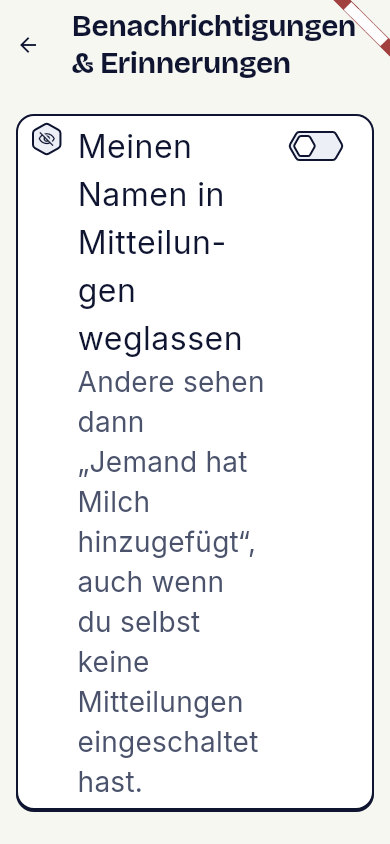 Benachrichtigungen
& Erinnerungen
Meinen
Namen in
Mitteilun-
gen
weglassen
Andere sehen
dann
„Jemand hat
Milch
hinzugefügt“,
auch wenn
du selbst
keine
Mitteilungen
eingeschaltet
hast.